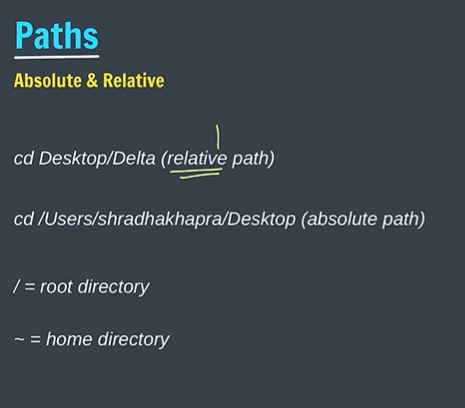 Paths
Absolute & Relative
cd Desktop/Delta (relative path)
cd /Users/shradhakhapra/Desktop (absolute path)
/ = root directory
~ = home directory